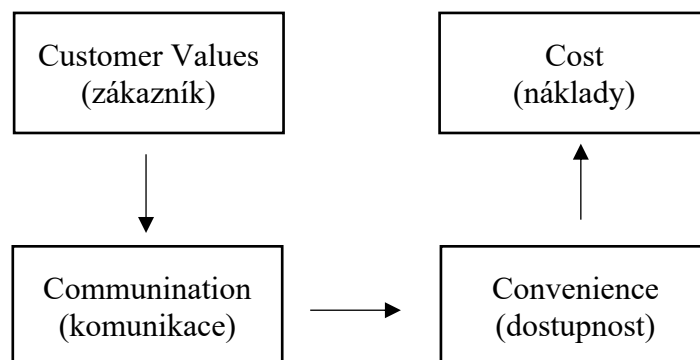 Customer Values
(zákazník)
Cost
(náklady)
Communination
(komunikace)
Convenience
(dostupnost)